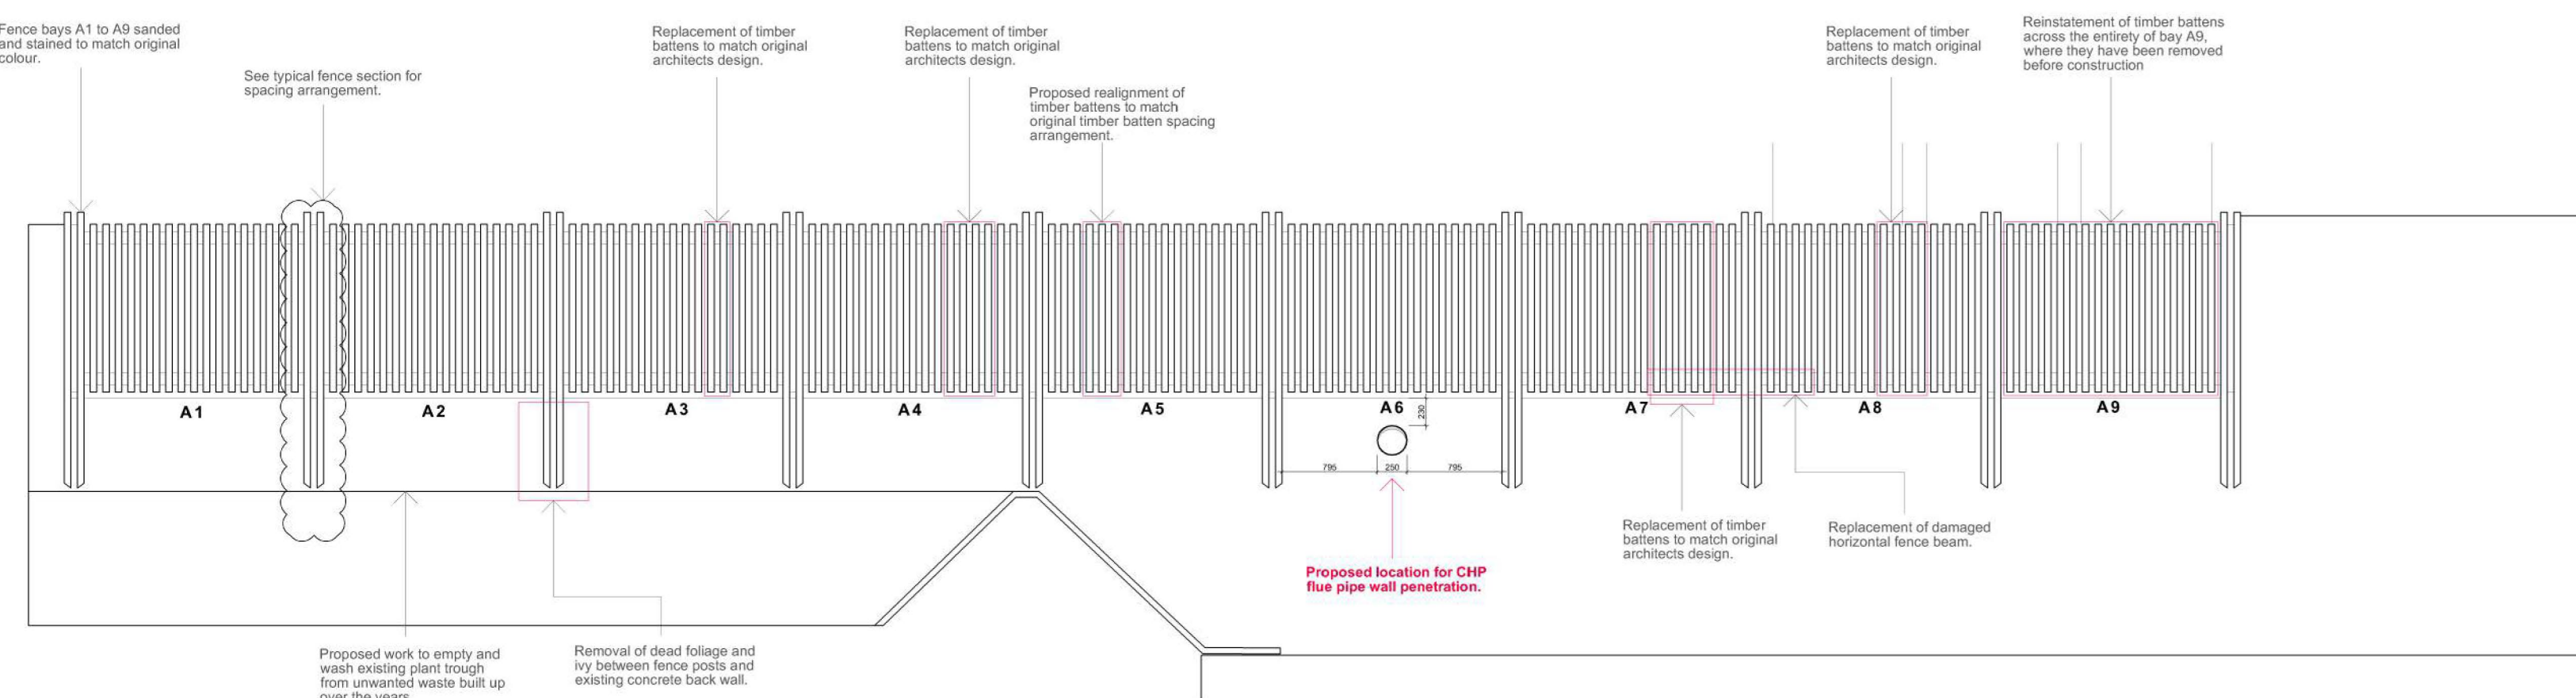 Fence bays A1 to A9 sanded
and stained to match original
colour.
See typical fence section for
spacing arrangement.
Replacement of timber
battens to match original
architects design.
Replacement of timber
battens to match original
architects design.
Proposed realignment of
timber battens to match
original timber batten spacing
arrangement.
Replacement of timber
battens to match original
architects design.
Reinstatement of timber battens
across the entirety of bay A9,
where they have been removed
before construction
A1
A2
A3
A4
A5
A6
A7
A8
A9
230
795
250
795
Proposed location for CHP
flue pipe wall penetration.
Replacement of timber
battens to match original
architects design.
Replacement of damaged
horizontal fence beam.
Proposed work to empty and
wash existing plant trough
from unwanted waste built up
over the years
Removal of dead foliage and
ivy between fence posts and
existing concrete back wall.